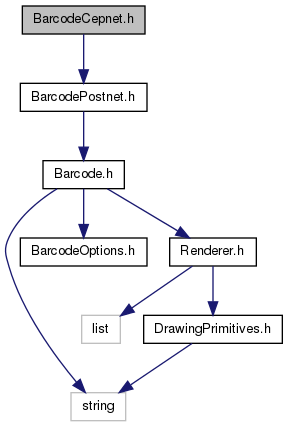 BarcodeCepnet.h
BarcodePostnet.h
Barcode.h
BarcodeOptions.h
Renderer.h
list
DrawingPrimitives.h
string